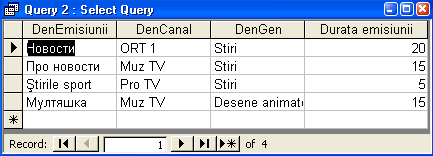 Query 2 : Select Query
DenEmisiunii DenCanal DenGen Durata emisiunii
Новости ORT 1 Stiri 20
Про новости Muz TV Stiri 15
Ştirile sport Pro TV Stiri 5
Мултяшка Muz TV Desene animate 15
Record: 1 of 4